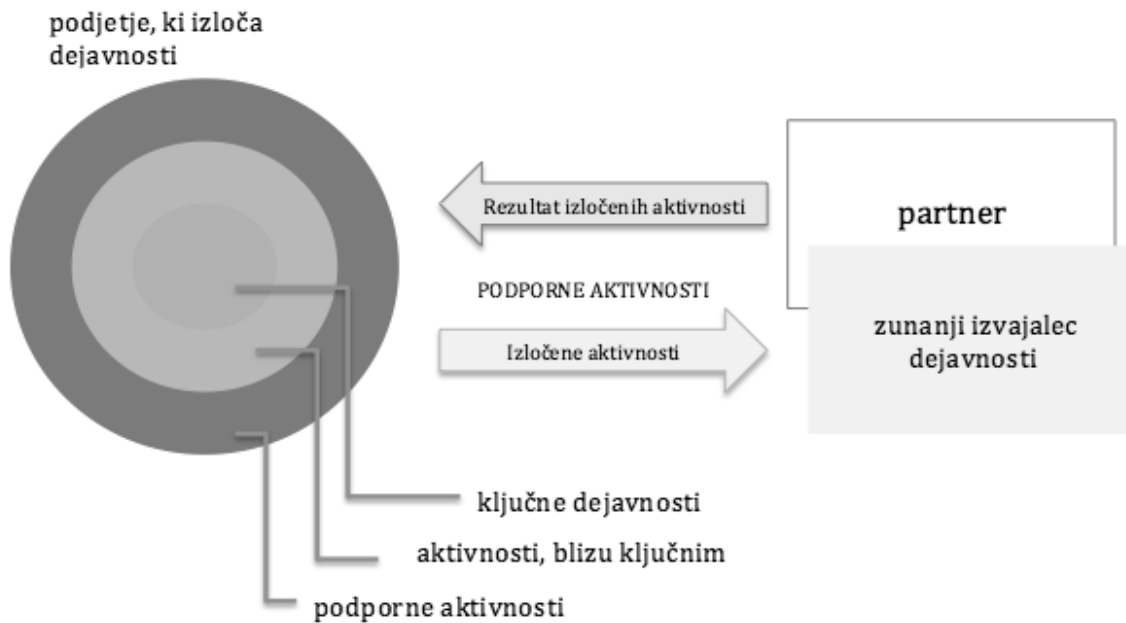 podjetje, ki izloča
dejavnosti
Rezultat izločenih aktivnosti
partner
PODPORNE AKTIVNOSTI
Izločene aktivnosti
zunanji izvajalec
dejavnosti
ključne dejavnosti
aktivnosti, blizu ključnim
podporne aktivnosti